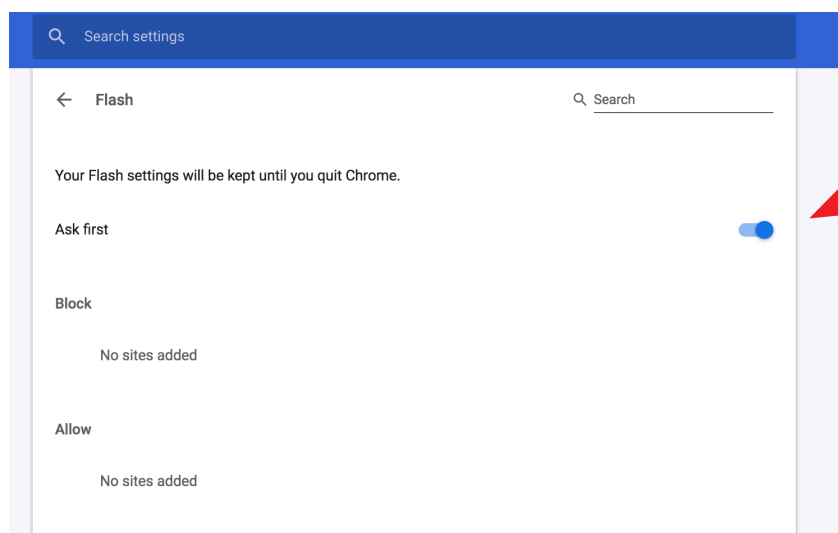 Search settings
Flash
Search
Your Flash settings will be kept until you quit Chrome.
Ask first
Block
No sites added
Allow
No sites added